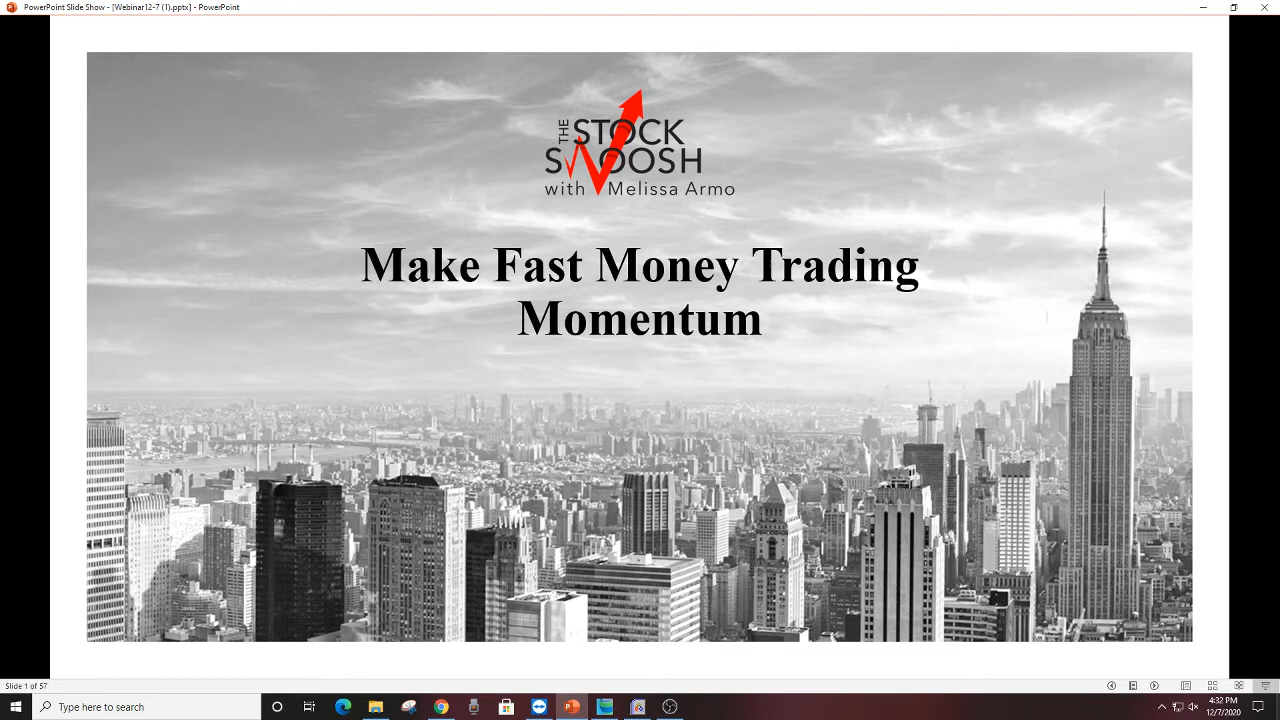 PowerPoint Slide Show - [Webinar12-7 (1).pptx] - PowerPoint
THE STOCK
SWOOSH
with Melissa Armo
Make Fast Money Trading
Momentum
Slide 1 of 57
Type here to search
4:32 PM
12/7/2020